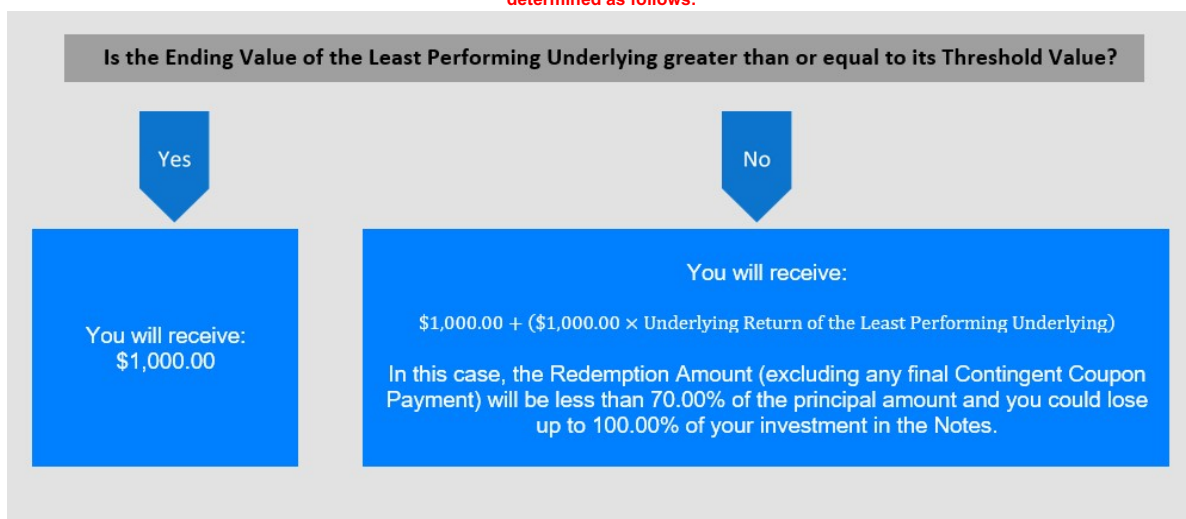 determined as follows:
Is the Ending Value of the Least Performing Underlying greater than or equal to its Threshold Value?
Yes
No
You will receive:
$1,000.00
You will receive:
$1,000.00 + ($1,000.00 × Underlying Return of the Least Performing Underlying)
In this case, the Redemption Amount (excluding any final Contingent Coupon
Payment) will be less than 70.00% of the principal amount and you could lose
up to 100.00% of your investment in the Notes.